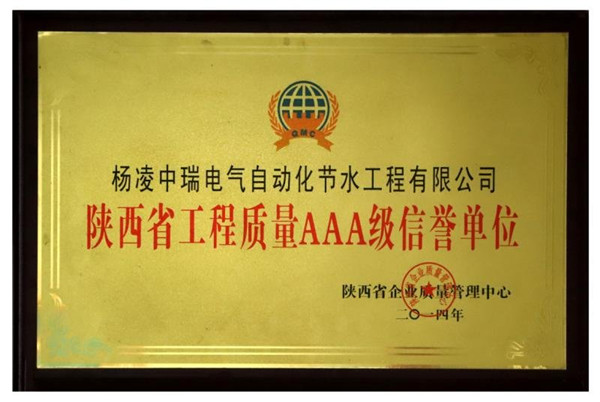 QMC
杨凌中瑞电气自动化节水工程有限公司
陕西省工程质量AAA级信誉单位
陕西省企业质量管理中心
二〇一四年